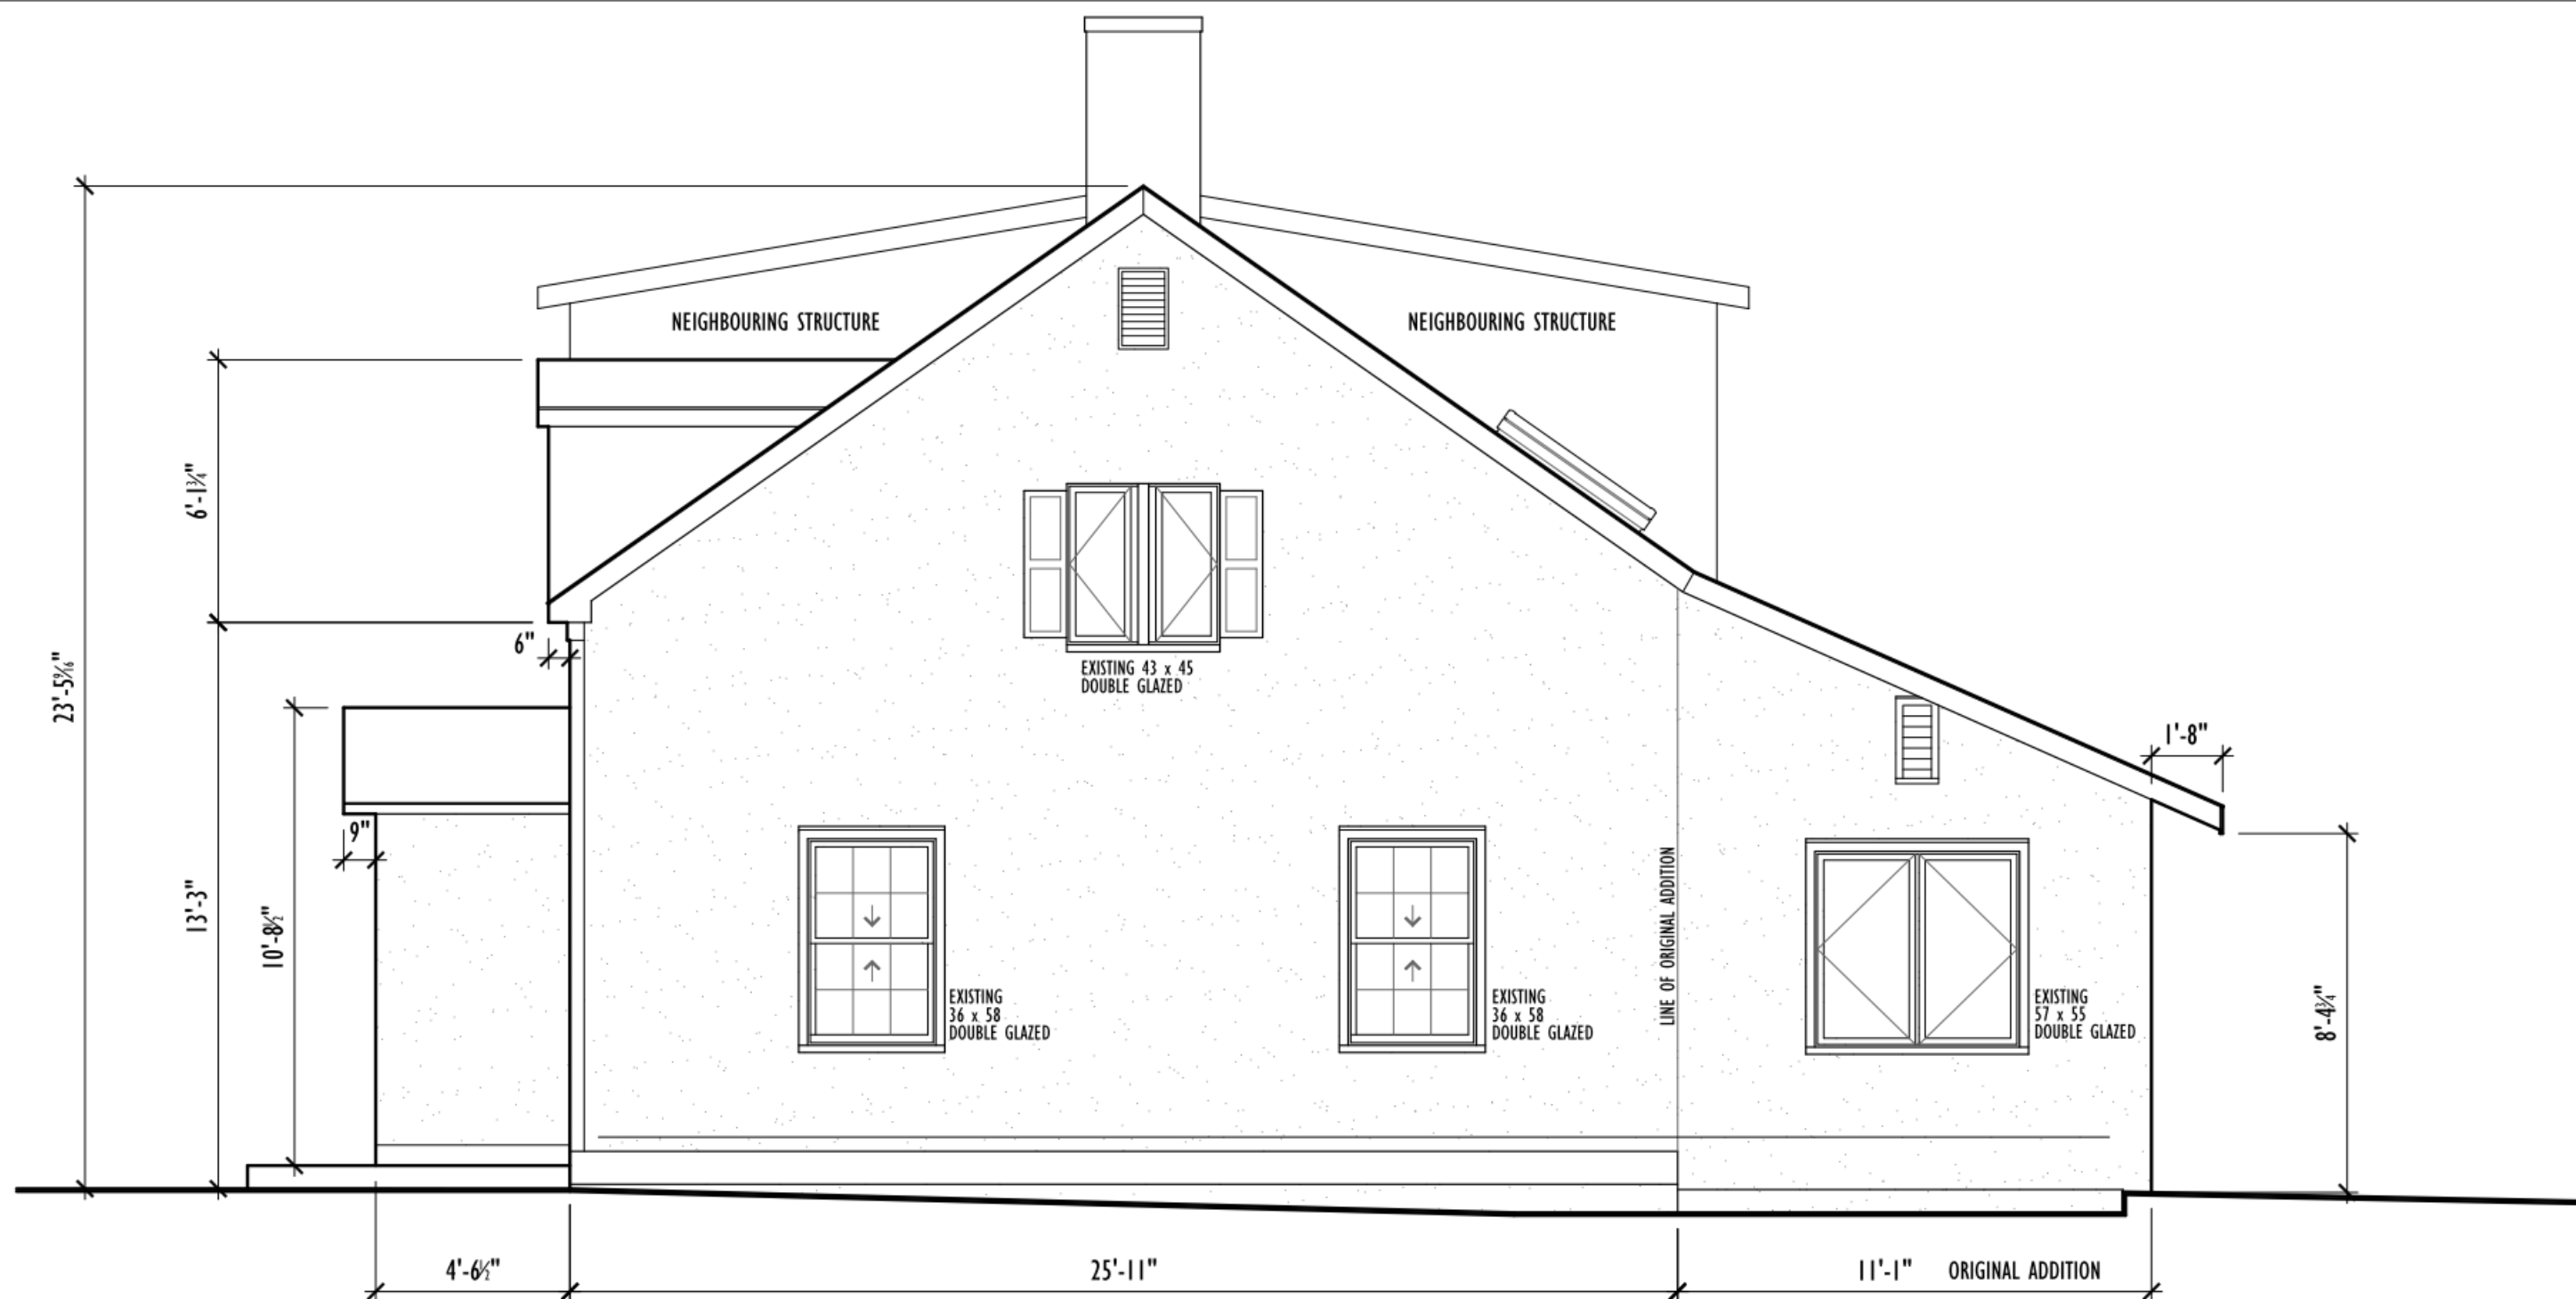 NEIGHBOURING STRUCTURE
NEIGHBOURING STRUCTURE
6'-1¾"
6"
23'-5⁹⁄₁₆"
EXISTING 43 x 45
DOUBLE GLAZED
1'-8"
9"
13'-3"
10'-8½"
LINE OF ORIGINAL ADDITION
EXISTING
36 x 58
DOUBLE GLAZED
EXISTING
36 x 58
DOUBLE GLAZED
EXISTING
57 x 55
DOUBLE GLAZED
8'-4¾"
4'-6½"
25'-11"
11'-1" ORIGINAL ADDITION